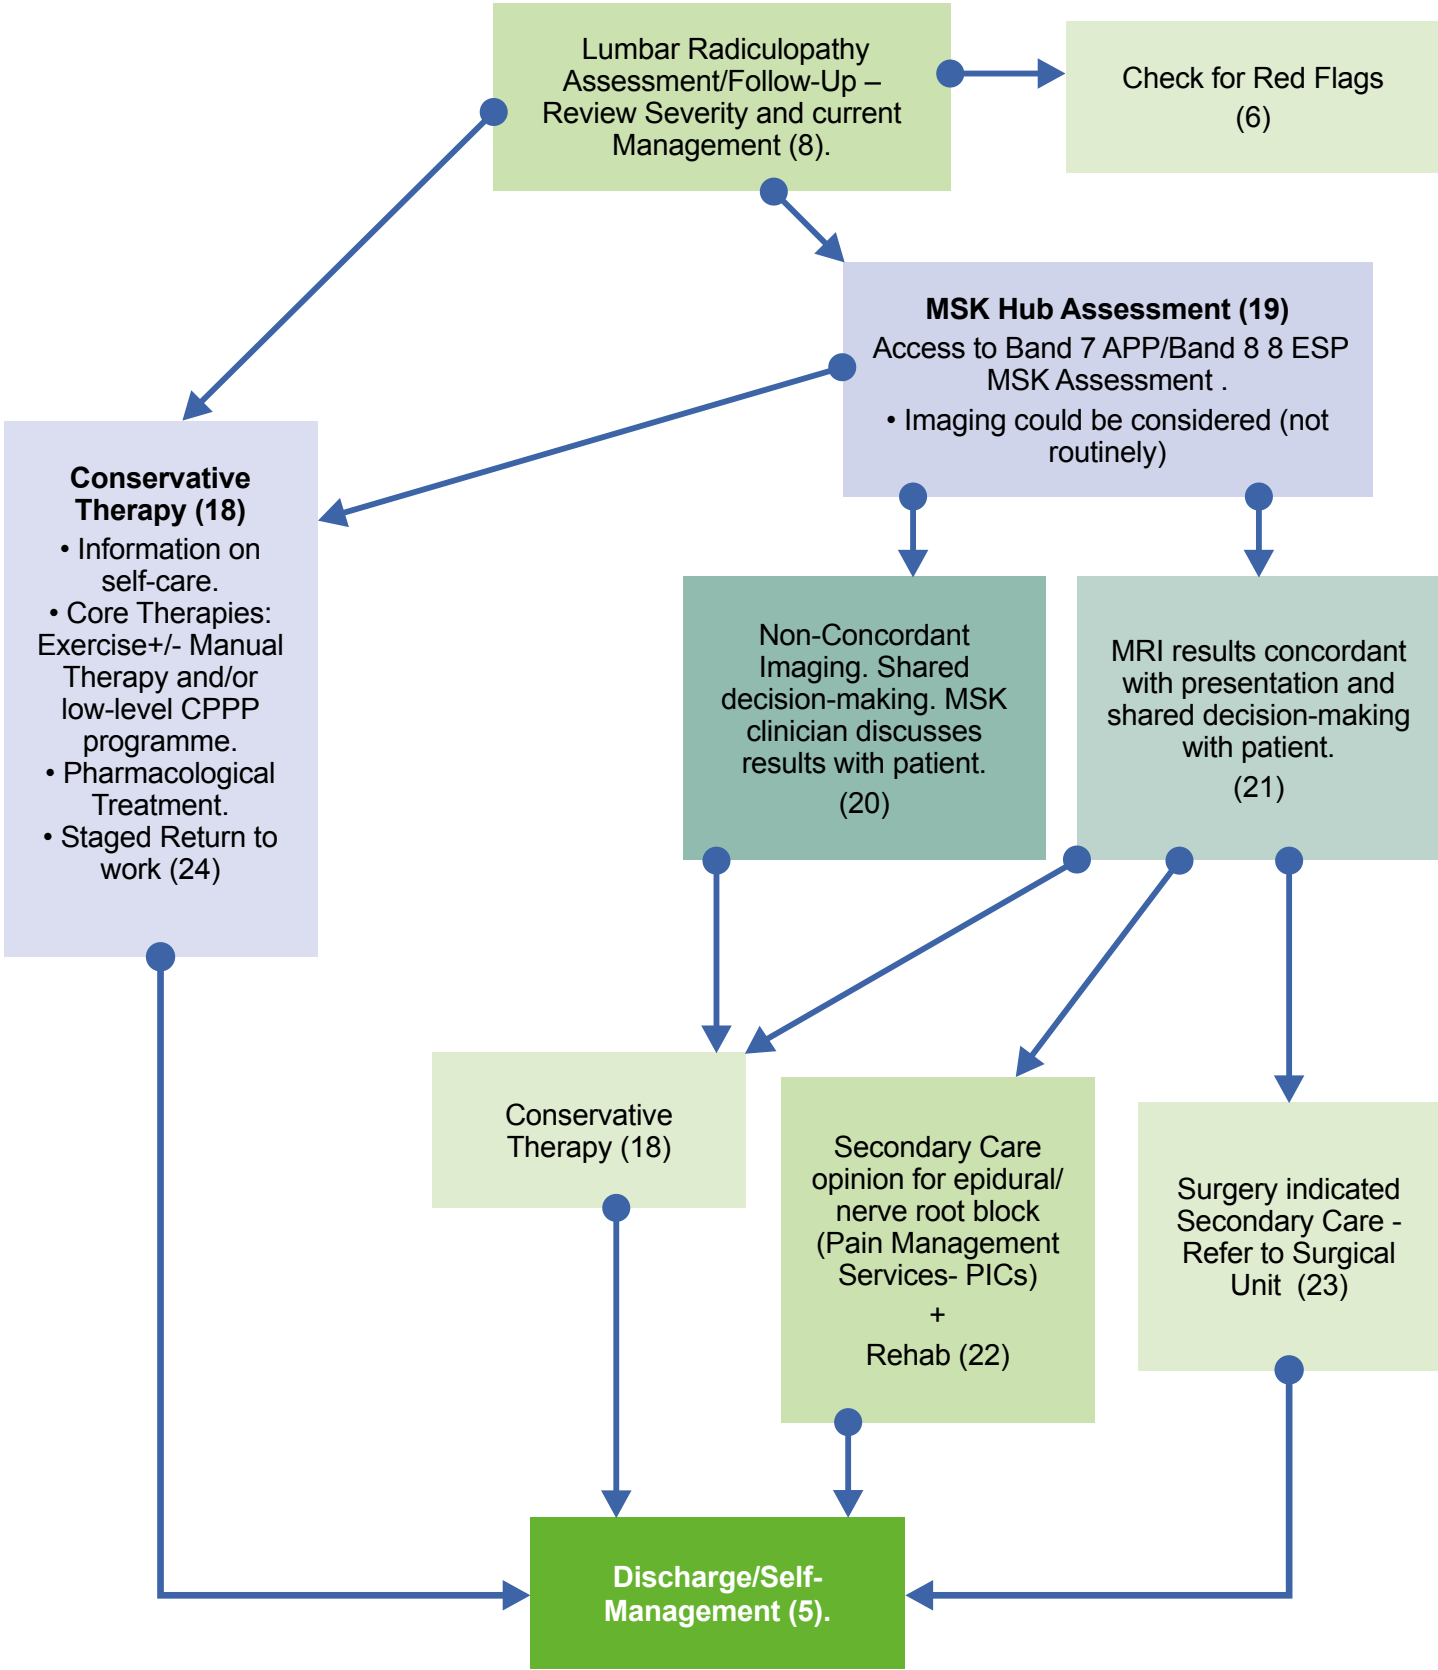 Lumbar Radiculopathy
Assessment/Follow-Up –
Review Severity and current
Management (8).
Check for Red Flags
(6)
MSK Hub Assessment (19)
Access to Band 7 APP/Band 8 8 ESP
MSK Assessment .
• Imaging could be considered (not
routinely)
Conservative
Therapy (18)
• Information on
self-care.
• Core Therapies:
Exercise+/- Manual
Therapy and/or
low-level CPPP
programme.
• Pharmacological
Treatment.
• Staged Return to
work (24)
Non-Concordant
Imaging. Shared
decision-making. MSK
clinician discusses
results with patient.
(20)
MRI results concordant
with presentation and
shared decision-making
with patient.
(21)
Conservative
Therapy (18)
Secondary Care
opinion for epidural/
nerve root block
(Pain Management
Services- PICs)
+
Rehab (22)
Surgery indicated
Secondary Care -
Refer to Surgical
Unit  (23)
Discharge/Self-
Management (5).